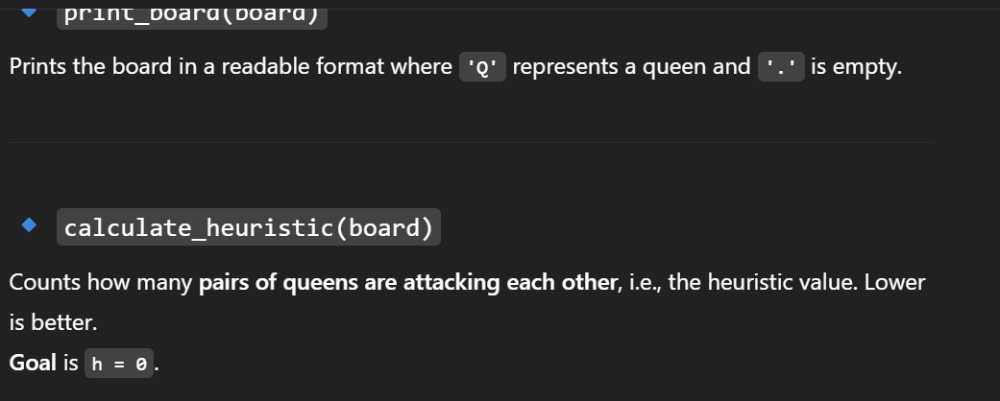 print_board(board)
Prints the board in a readable format where 'Q' represents a queen and '.' is empty.
calculate_heuristic(board)
Counts how many pairs of queens are attacking each other, i.e., the heuristic value. Lower
is better.
Goal is h = 0.